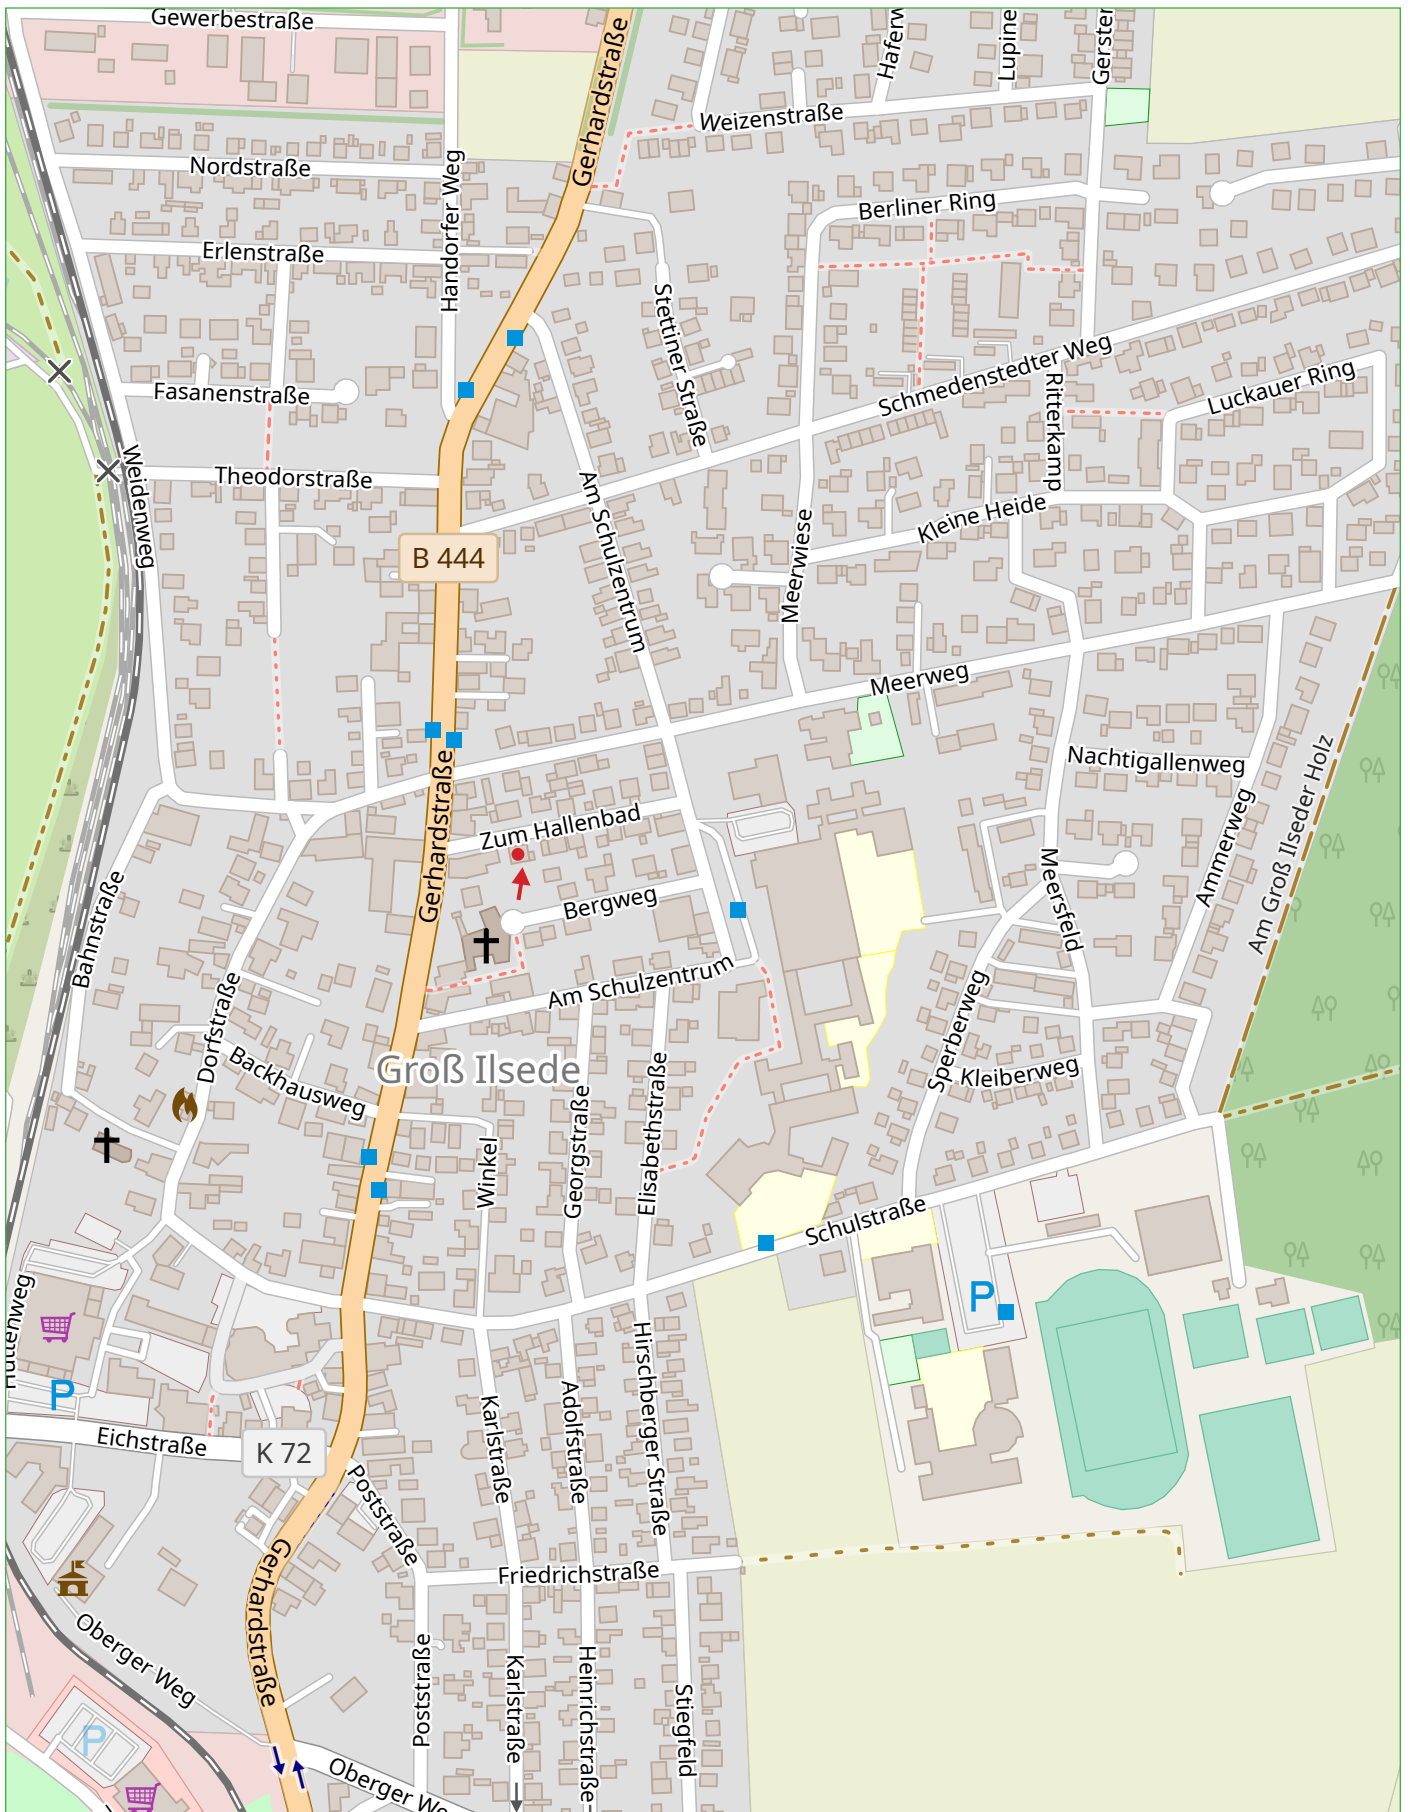 Gewerbestraße
Gerhardstraße
Haferw
Lupine
Gersten
Weizenstraße
Nordstraße
Handorfer Weg
Berliner Ring
Erlenstraße
Stettiner Straße
Schmedenstedter Weg
Ritterkamp
Luckauer Ring
Fasanenstraße
Weidenweg
Theodorstraße
Am Schulzentrum
Kleine Heide
Meerwiese
B 444
Meerweg
Nachtigallenweg
Am Groß Ilseder Holz
Gerhardstraße
Zum Hallenbad
Ammerweg
Meersfeld
Bahnstraße
Bergweg
Am Schulzentrum
Dorfstraße
Sperberweg
Backhausweg
Groß Ilsede
Kleiberweg
Elisabethstraße
Georgstraße
Winkel
Schulstraße
Hüttenweg
P
P
Hirschberger Straße
Karlstraße
Adolfstraße
Eichstraße
K 72
Poststraße
Gerhardstraße
Friedrichstraße
Oberger Weg
Poststraße
Karlstraße
Heinrichstraße
Stiegfeld
P
Oberger We